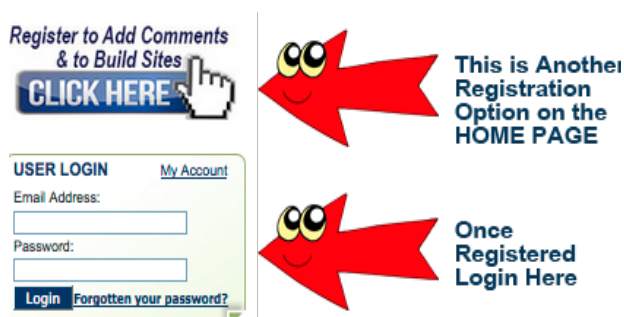 Register to Add Comments
& to Build Sites
CLICK HERE
This is Another
Registration
Option on the
HOME PAGE
USER LOGIN My Account
Email Address:
Password:
Login Forgotten your password?
Once
Registered
Login Here